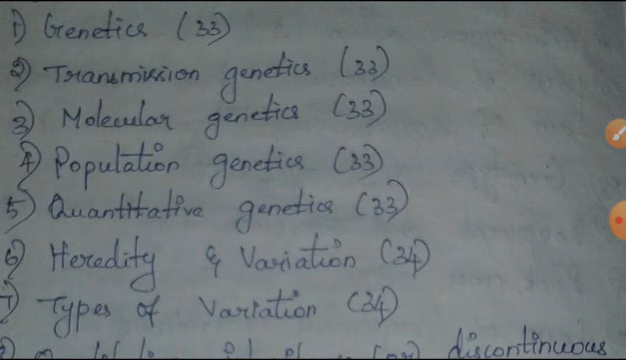 1) Genetics (33)
2) Transmission genetics (33)
3) Molecular genetics (33)
4) Population genetics (33)
5) Quantitative genetics (33)
6) Heredity & Variation (34)
7) Types of Variation (34)
(or) discontinuous